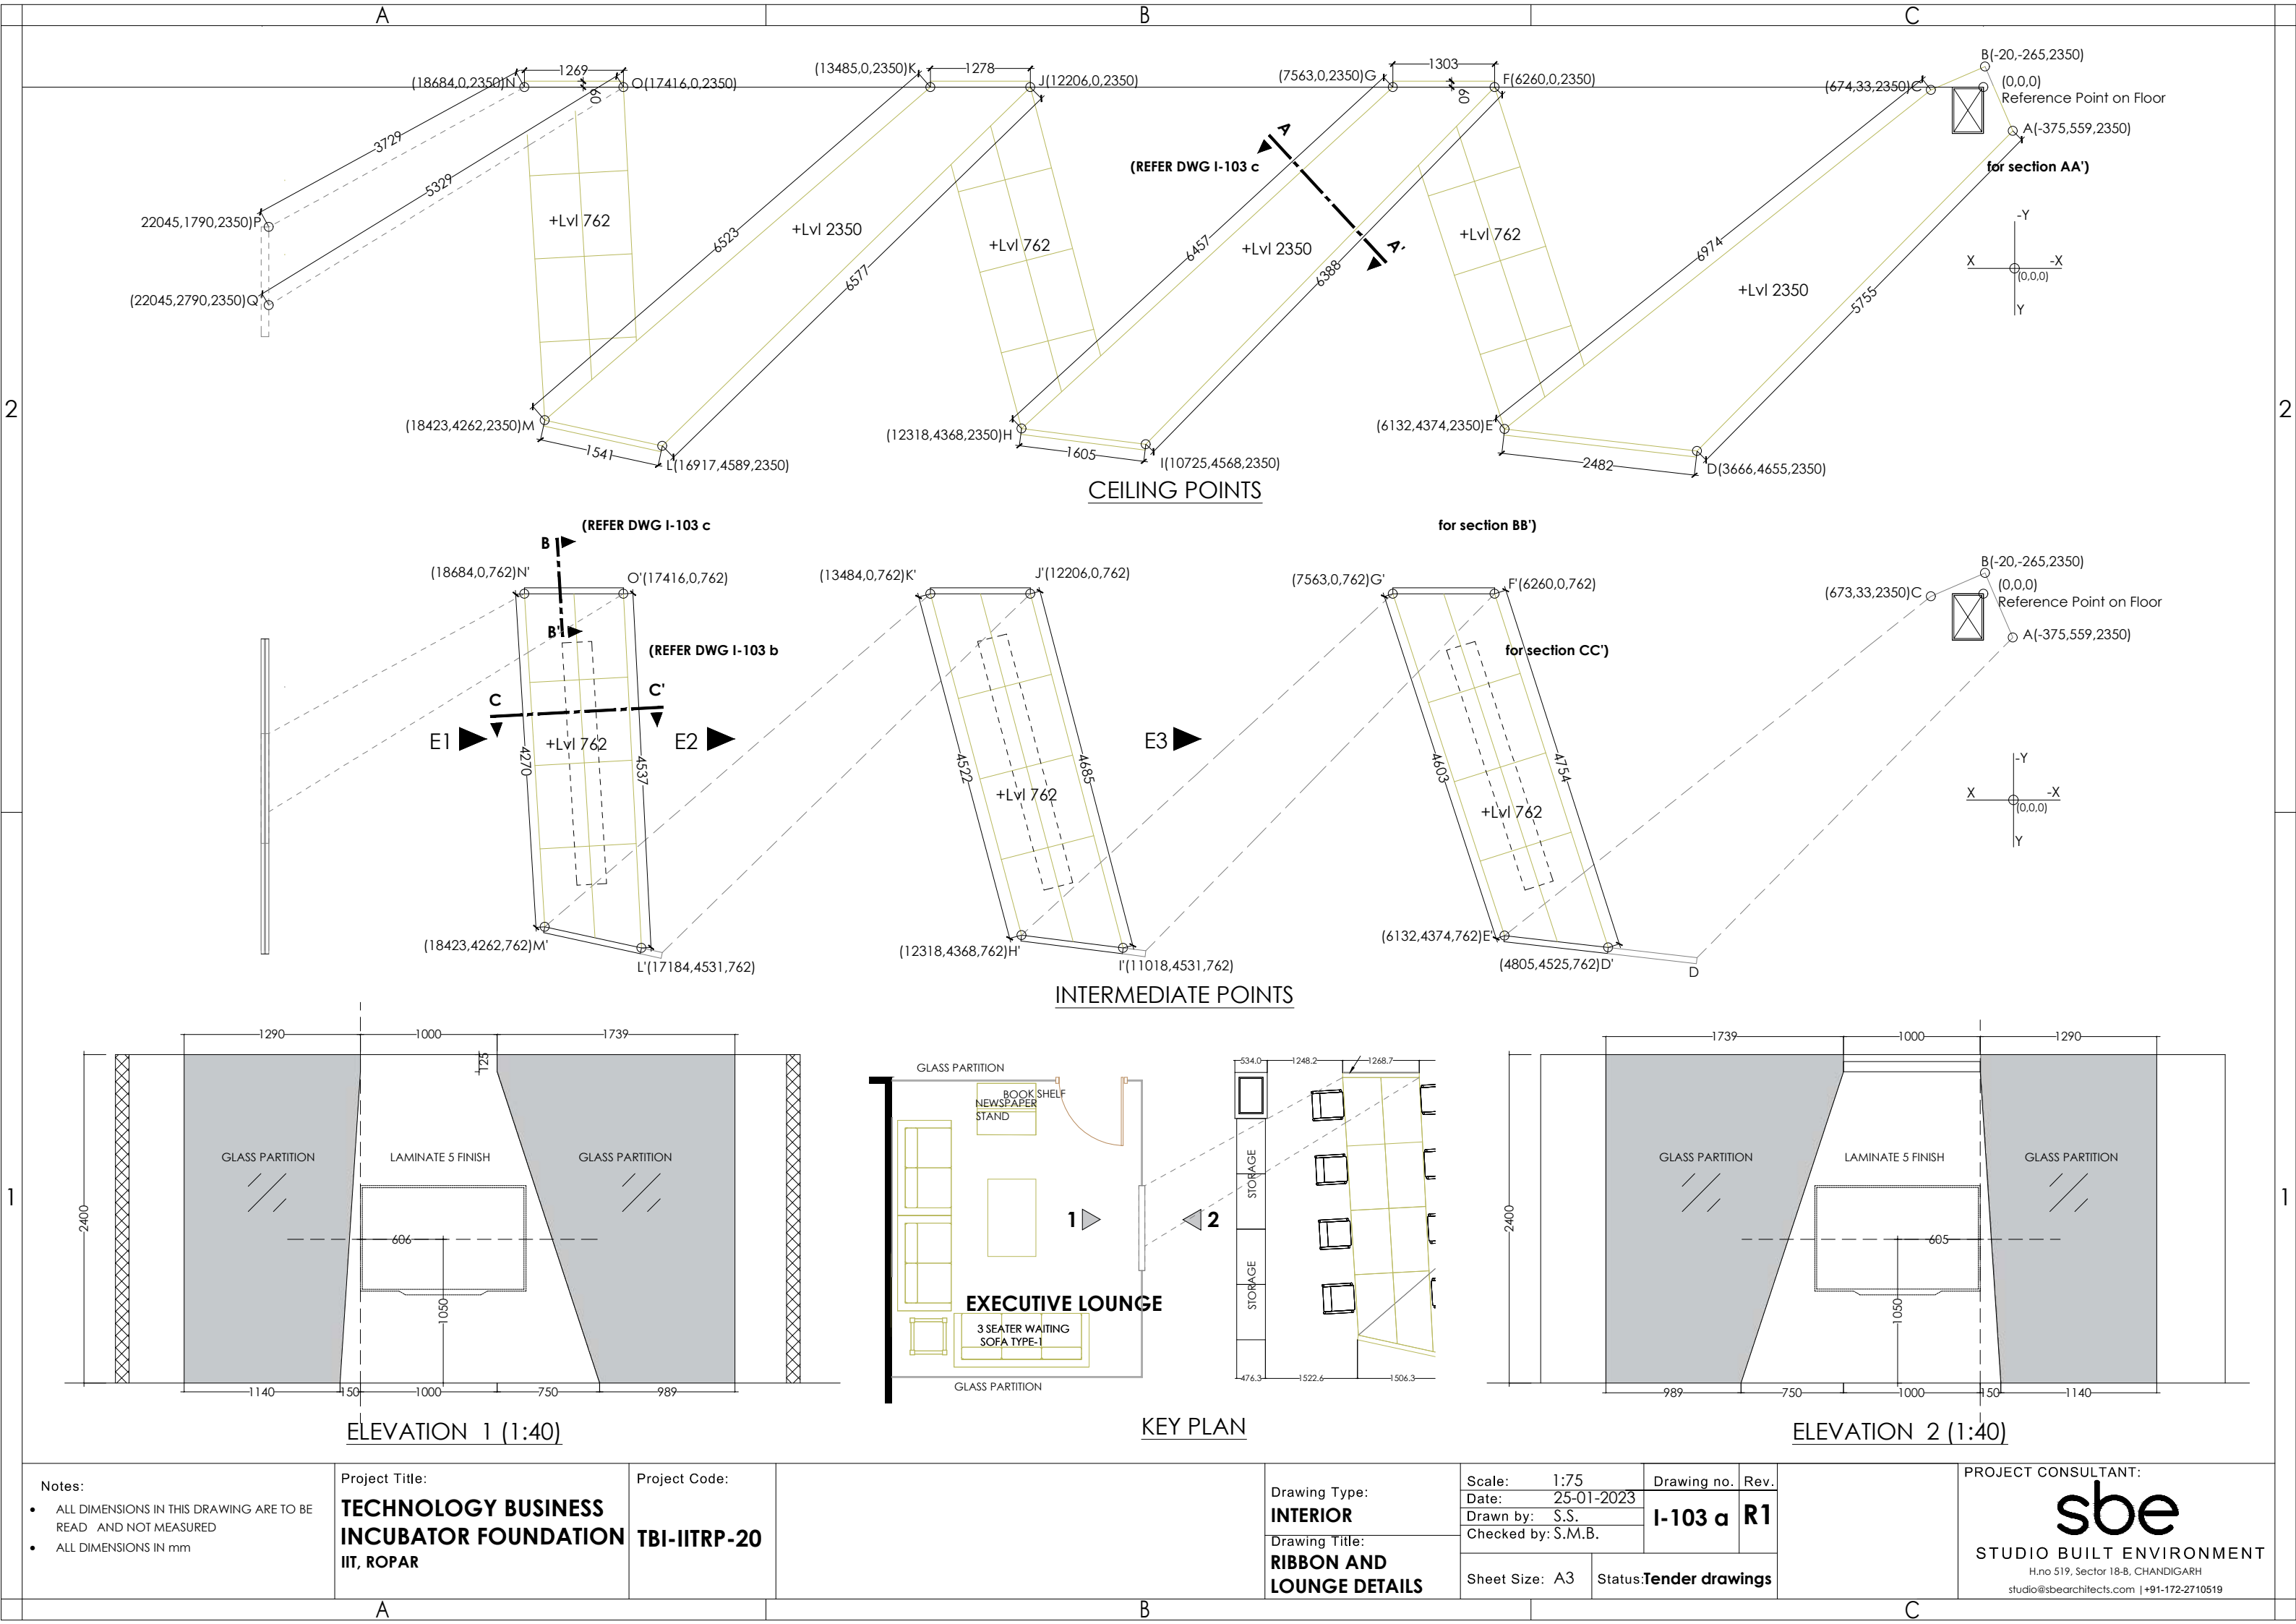 A
B
C
B(-20,-265,2350)
(18684,0,2350)N
1269
60
O(17416,0,2350)
(13485,0,2350)K
1278
J(12206,0,2350)
(7563,0,2350)G
1303
60
F(6260,0,2350)
(674,33,2350)C
(0,0,0)
Reference Point on Floor
A(-375,559,2350)
3729
5329
A
(REFER DWG I-103 c
for section AA')
22045,1790,2350)P
+Lvl 762
6523
+Lvl 2350
6577
+Lvl 762
6457
+Lvl 2350
6388
A'
+Lvl 762
6974
+Lvl 2350
5755
-Y
X
-X
(0,0,0)
Y
(22045,2790,2350)Q
2
2
(18423,4262,2350)M
1541
L(16917,4589,2350)
(12318,4368,2350)H
1605
I(10725,4568,2350)
(6132,4374,2350)E
2482
D(3666,4655,2350)
CEILING POINTS
(REFER DWG I-103 c
for section BB')
B
(18684,0,762)N'
O'(17416,0,762)
(13484,0,762)K'
J'(12206,0,762)
(7563,0,762)G'
F'(6260,0,762)
B(-20,-265,2350)
(673,33,2350)C
(0,0,0)
Reference Point on Floor
A(-375,559,2350)
B'
(REFER DWG I-103 b
for section CC')
C
C'
E1
+Lvl 762
E2
E3
4270
4537
4522
4685
+Lvl 762
4603
4754
+Lvl 762
-Y
X
-X
(0,0,0)
Y
(18423,4262,762)M'
L'(17184,4531,762)
(12318,4368,762)H'
I'(11018,4531,762)
(6132,4374,762)E'
(4805,4525,762)D'
D
INTERMEDIATE POINTS
1290
1000
1739
125
GLASS PARTITION
LAMINATE 5 FINISH
GLASS PARTITION
2400
606
1050
1140
150
1000
750
989
ELEVATION 1 (1:40)
GLASS PARTITION
BOOK SHELF
NEWSPAPER
STAND
534.0
1248.2
1268.7
STORAGE
1
2
STORAGE
EXECUTIVE LOUNGE
3 SEATER WAITING
SOFA TYPE-1
GLASS PARTITION
476.3
1522.6
1506.3
KEY PLAN
1739
1000
1290
GLASS PARTITION
LAMINATE 5 FINISH
GLASS PARTITION
2400
605
1050
989
750
1000
150
1140
ELEVATION 2 (1:40)
1
1
Notes:
• ALL DIMENSIONS IN THIS DRAWING ARE TO BE
READ AND NOT MEASURED
• ALL DIMENSIONS IN mm
Project Title:
TECHNOLOGY BUSINESS
INCUBATOR FOUNDATION
IIT, ROPAR
Project Code:
TBI-IITRP-20
Drawing Type:
INTERIOR
Drawing Title:
RIBBON AND
LOUNGE DETAILS
Scale: 1:75
Date: 25-01-2023
Drawn by: S.S.
Checked by: S.M.B.
Sheet Size: A3
Drawing no.
I-103 a
Rev.
R1
Status:Tender drawings
PROJECT CONSULTANT:
sbe
STUDIO BUILT ENVIRONMENT
H.no 519, Sector 18-B, CHANDIGARH
studio@sbearchitects.com |+91-172-2710519
A
B
C